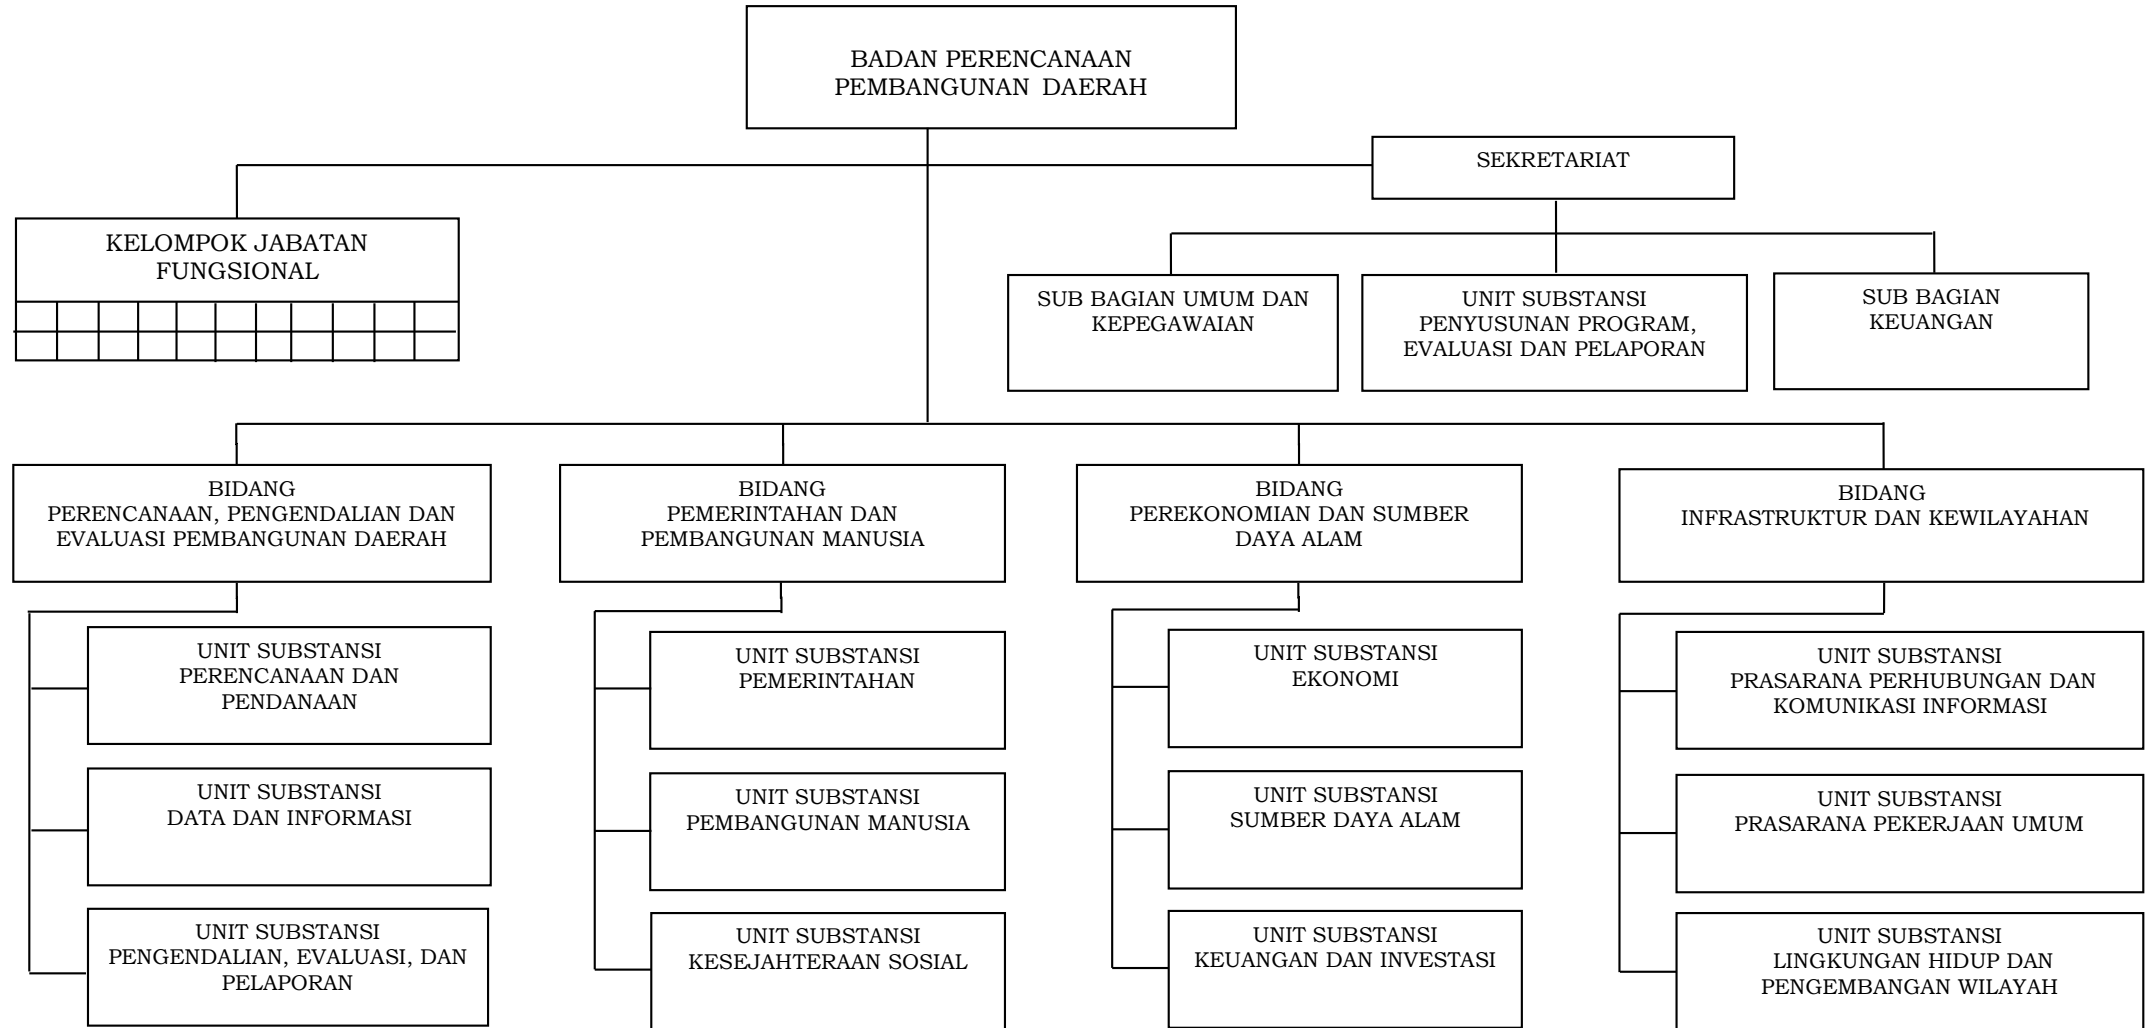 BADAN PERENCANAAN
PEMBANGUNAN DAERAH
SEKRETARIAT
KELOMPOK JABATAN
FUNGSIONAL
SUB BAGIAN UMUM DAN
KEPEGAWAIAN
UNIT SUBSTANSI
PENYUSUNAN PROGRAM,
EVALUASI DAN PELAPORAN
SUB BAGIAN
KEUANGAN
BIDANG
PERENCANAAN, PENGENDALIAN DAN
EVALUASI PEMBANGUNAN DAERAH
BIDANG
PEMERINTAHAN DAN
PEMBANGUNAN MANUSIA
BIDANG
PEREKONOMIAN DAN SUMBER
DAYA ALAM
BIDANG
INFRASTRUKTUR DAN KEWILAYAHAN
UNIT SUBSTANSI
PERENCANAAN DAN
PENDANAAN
UNIT SUBSTANSI
PEMERINTAHAN
UNIT SUBSTANSI
EKONOMI
UNIT SUBSTANSI
PRASARANA PERHUBUNGAN DAN
KOMUNIKASI INFORMASI
UNIT SUBSTANSI
DATA DAN INFORMASI
UNIT SUBSTANSI
PEMBANGUNAN MANUSIA
UNIT SUBSTANSI
SUMBER DAYA ALAM
UNIT SUBSTANSI
PRASARANA PEKERJAAN UMUM
UNIT SUBSTANSI
PENGENDALIAN, EVALUASI, DAN
PELAPORAN
UNIT SUBSTANSI
KESEJAHTERAAN SOSIAL
UNIT SUBSTANSI
KEUANGAN DAN INVESTASI
UNIT SUBSTANSI
LINGKUNGAN HIDUP DAN
PENGEMBANGAN WILAYAH